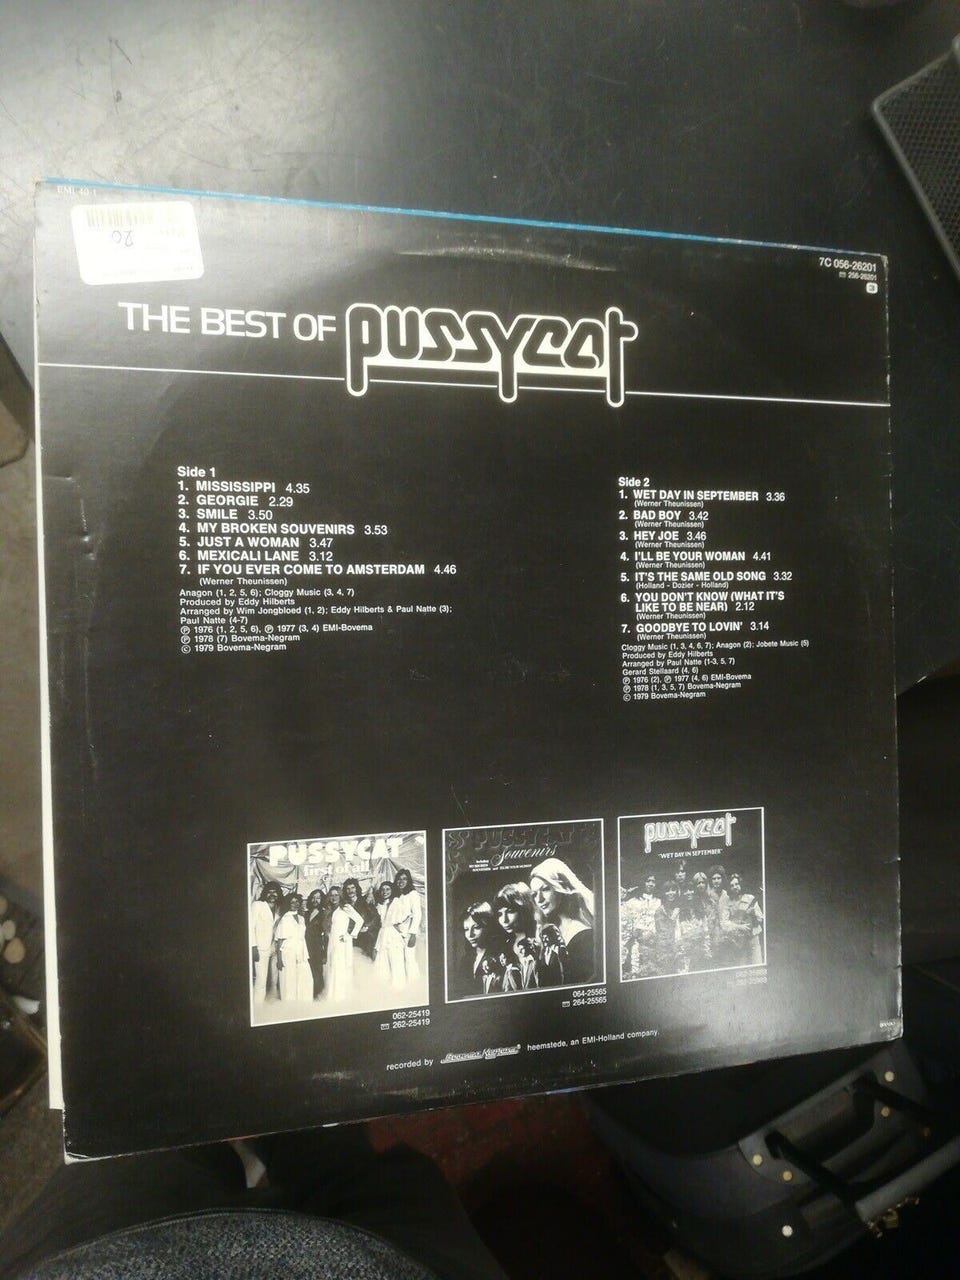 EMI 40-1
20
7C 056-26201
256-26201
3
THE BEST OF pussycat
Side 1
1. MISSISSIPPI 4.35
2. GEORGIE 2.29
3. SMILE 3.50
4. MY BROKEN SOUVENIRS 3.53
5. JUST A WOMAN 3.47
6. MEXICALI LANE 3.12
7. IF YOU EVER COME TO AMSTERDAM 4.46
(Werner Theunissen)
Anagon (1, 2, 5, 6); Cloggy Music (3, 4, 7)
Produced by Eddy Hilberts
Arranged by Wim Jongbloed (1, 2); Eddy Hilberts & Paul Natte (3);
Paul Natte (4-7)
Ⓟ 1976 (1, 2, 5, 6), Ⓟ 1977 (3, 4) EMI-Bovema
Ⓟ 1978 (7) Bovema-Negram
© 1979 Bovema-Negram
Side 2
1. WET DAY IN SEPTEMBER 3.36
(Werner Theunissen)
2. BAD BOY 3.42
(Werner Theunissen)
3. HEY JOE 3.46
(Werner Theunissen)
4. I'LL BE YOUR WOMAN 4.41
(Werner Theunissen)
5. IT'S THE SAME OLD SONG 3.32
(Holland - Dozier - Holland)
6. YOU DON'T KNOW (WHAT IT'S
LIKE TO BE NEAR) 2.12
(Werner Theunissen)
7. GOODBYE TO LOVIN' 3.14
(Werner Theunissen)
Cloggy Music (1, 3, 4, 6, 7); Anagon (2); Jobete Music (5)
Produced by Eddy Hilberts
Arranged by Paul Natte (1-3, 5, 7)
Gerard Stellaard (4, 6)
Ⓟ 1976 (2), Ⓟ 1977 (4, 6) EMI-Bovema
Ⓟ 1978 (1, 3, 5, 7) Bovema-Negram
© 1979 Bovema-Negram
PUSSYCAT
first of all
062-25419
262-25419
PUSSYCAT
Souvenirs
064-25565
264-25565
pussycat
"WET DAY IN SEPTEMBER"
recorded by Bovema Negram heemstede, an EMI-Holland company.